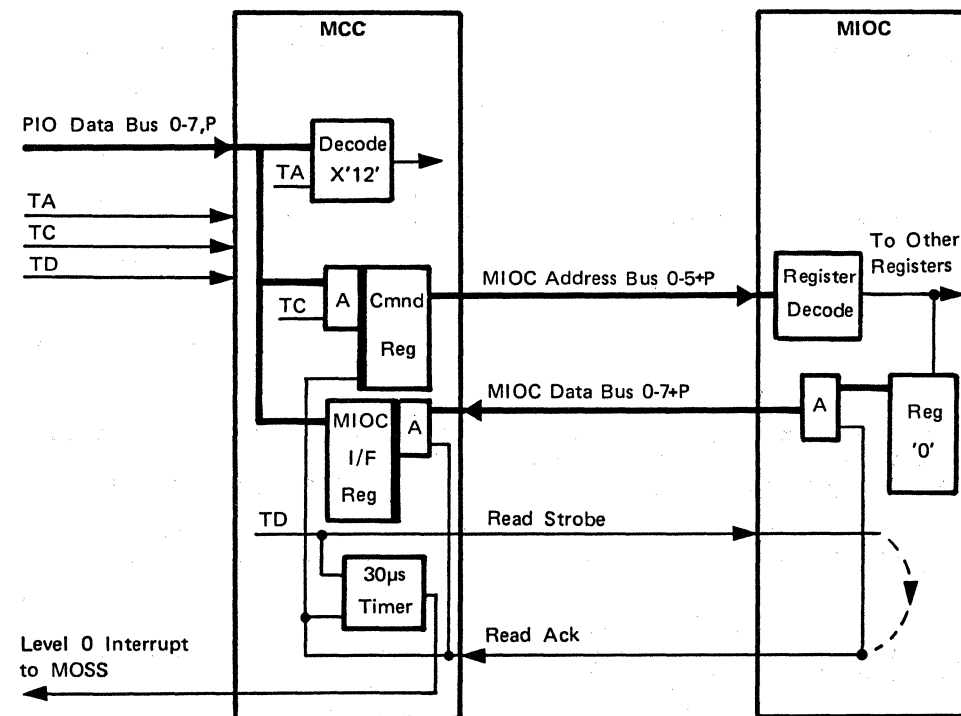 MCC
MIOC
PIO Data Bus 0-7,P
Decode
X'12'
TA
TA
TC
TD
A
TC
Cmnd
Reg
MIOC Address Bus 0-5+P
Register
Decode
To Other
Registers
MIOC Data Bus 0-7+P
A
Reg
'0'
MIOC
I/F
Reg
A
TD
Read Strobe
30µs
Timer
Read Ack
Level 0 Interrupt
to MOSS